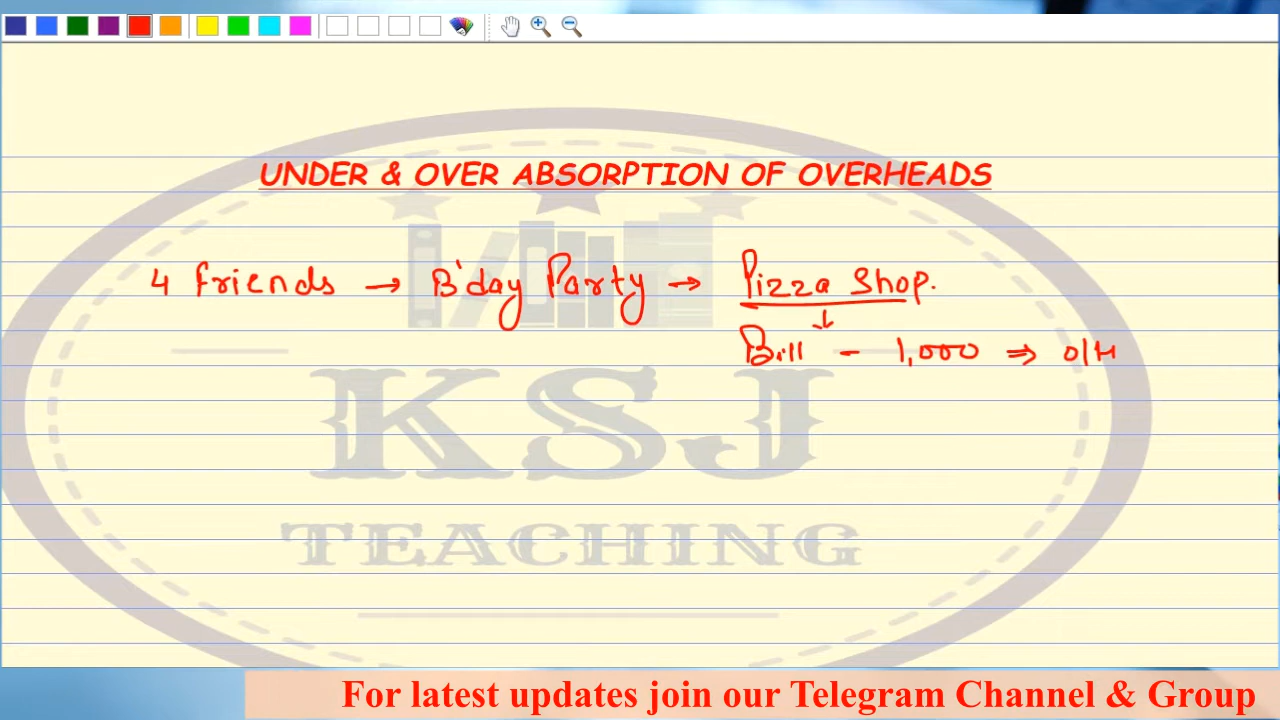 UNDER & OVER ABSORPTION OF OVERHEADS
4 friends → B'day Party → Pizza Shop.
↓
Bill - 1,000 ⇒ O/H
KSJ
TEACHING
For latest updates join our Telegram Channel & Group